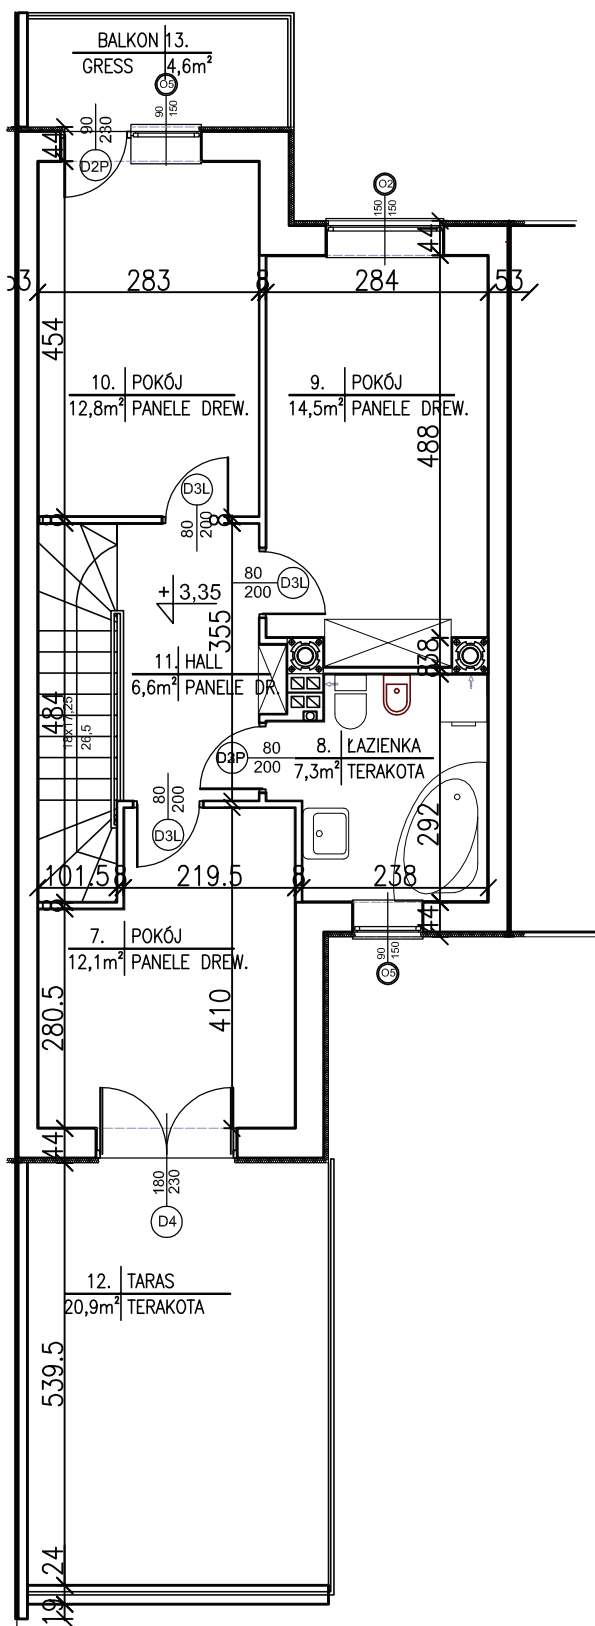 BALKON 13.
GRESS 4,6m²
O5
90
150
90
230
44
D2P
O2
150
150
44
53
283
8
284
53
454
10. POKÓJ
12,8m² PANELE DREW.
9. POKÓJ
14,5m² PANELE DREW.
488
D3L
80
200
8
8
80
200
D3L
+ 3,35
355
11. HALL
6,6m² PANELE DR.
838
484
18x17,25
26,5
D2P
80
200
8. ŁAZIENKA
7,3m² TERAKOTA
80
200
D3L
292
101.5
8
219.5
8
238
8
44
7. POKÓJ
12,1m² PANELE DREW.
90
150
O5
280.5
410
44
180
230
D4
12. TARAS
20,9m² TERAKOTA
539.5
24
19